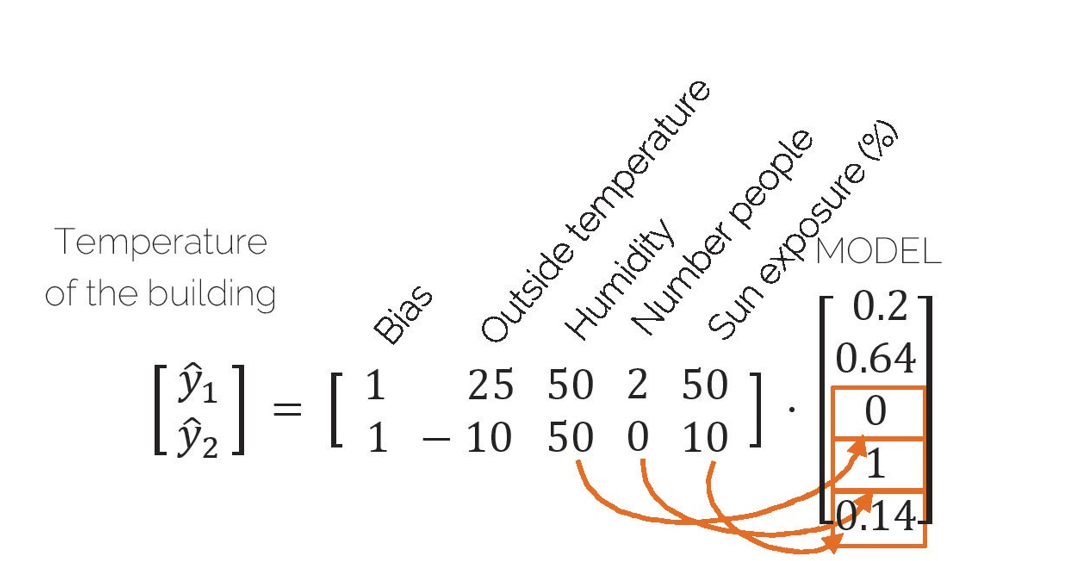 Temperature
of the building
Bias
Outside temperature
Humidity
Number people
Sun exposure (%)
MODEL
[ŷ₁ ŷ₂] = [1 25 50 2 50
1 − 10 50 0 10] ·
0.2
0.64
0
1
0.14